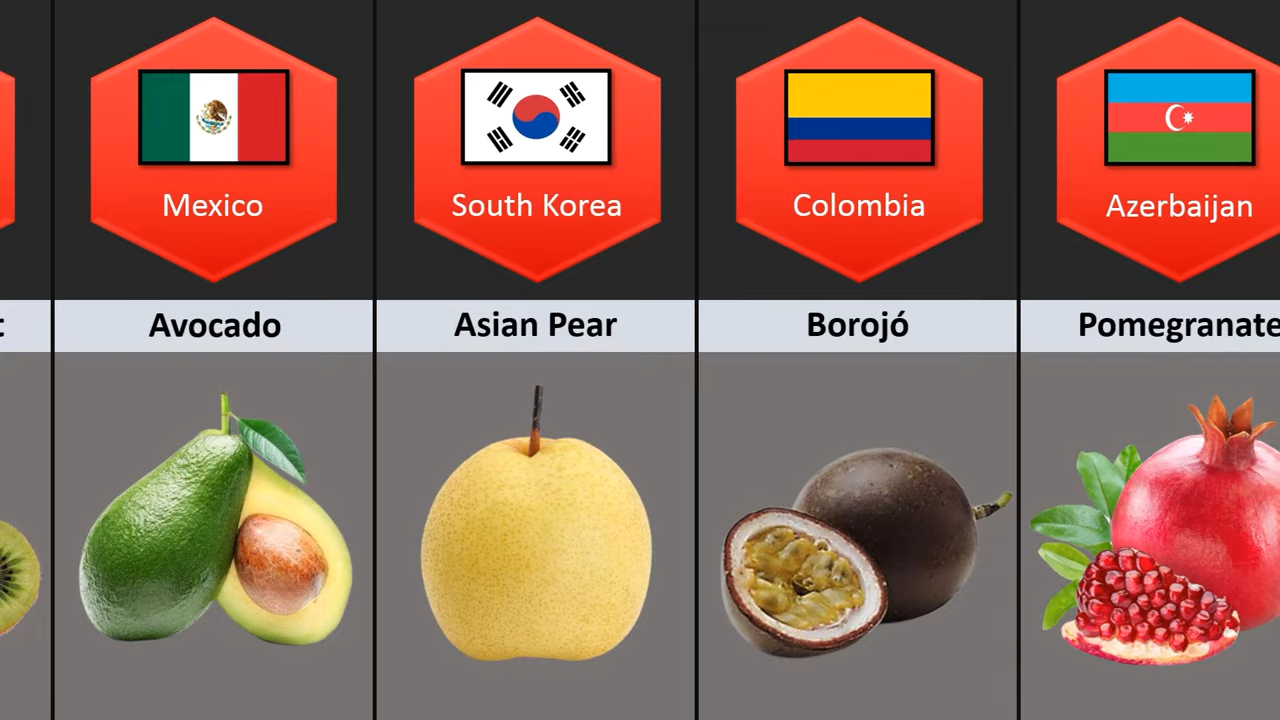 Mexico
South Korea
Colombia
Azerbaijan
t
Avocado
Asian Pear
Borojó
Pomegranate